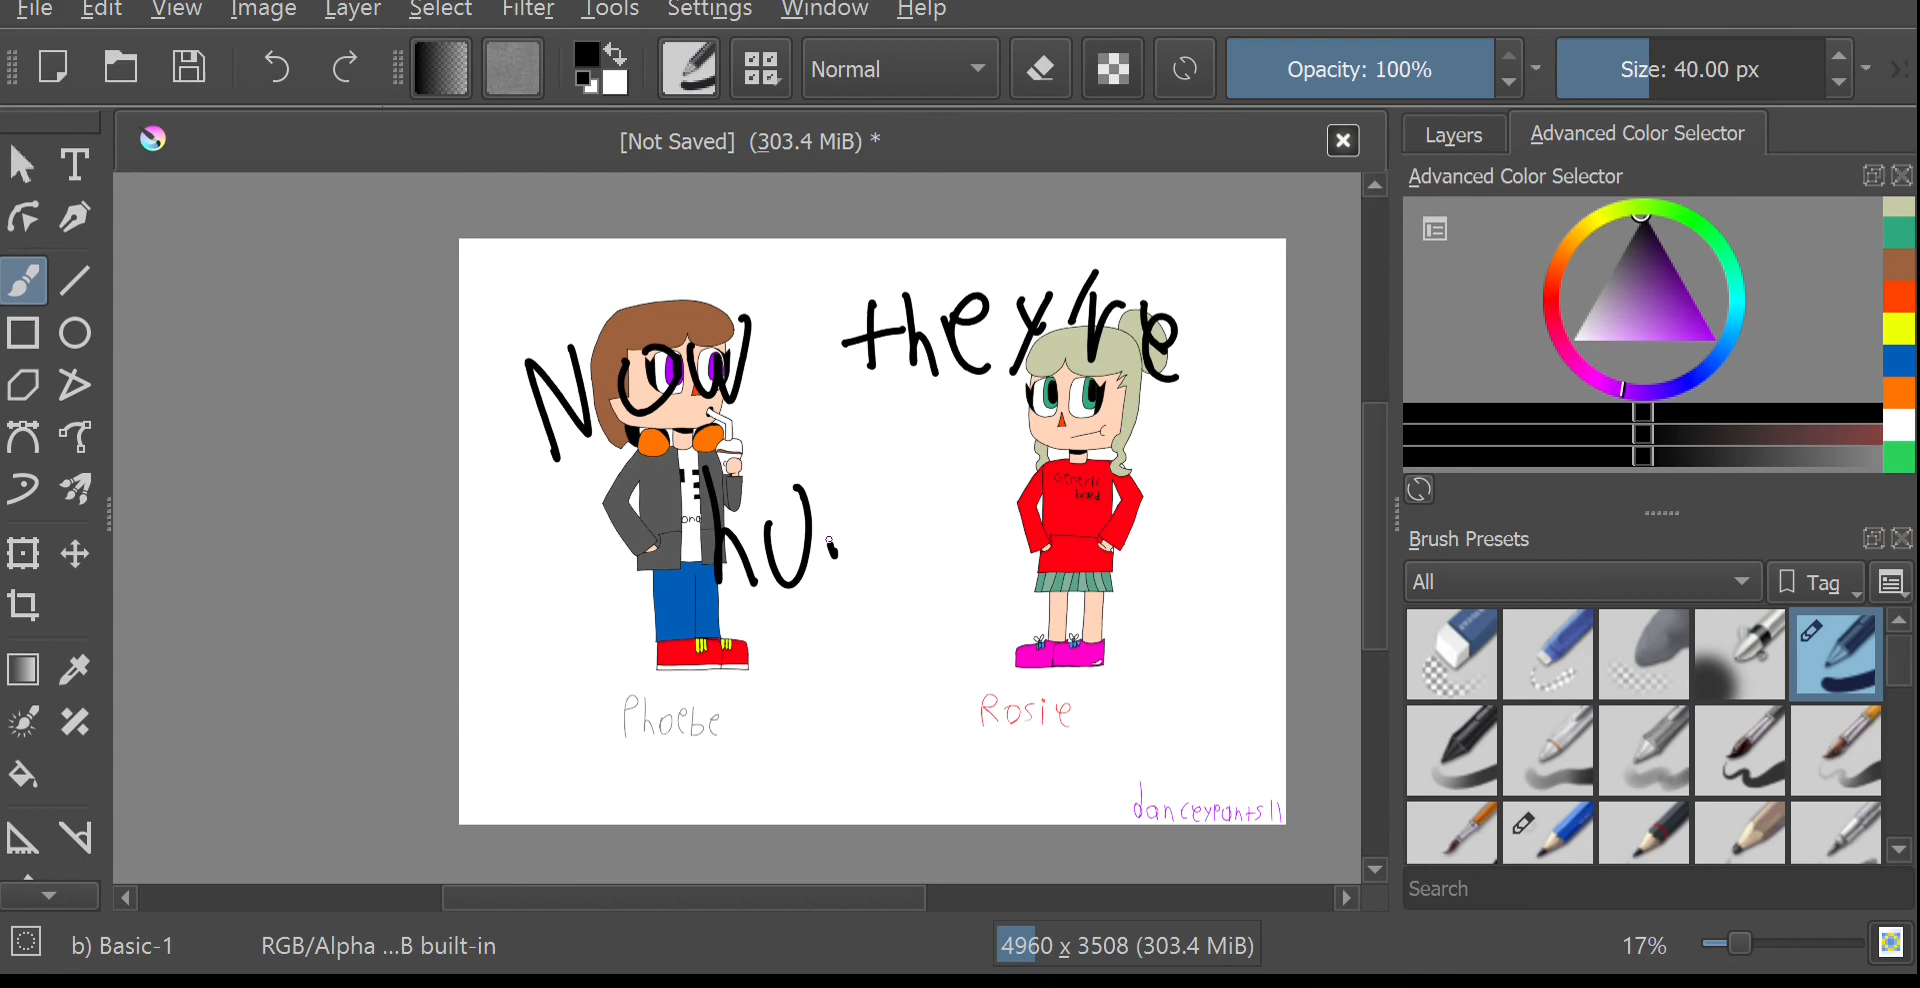 File Edit View Image Layer Select Filter Tools Settings Window Help
Normal Opacity: 100% Size: 40.00 px
[Not Saved] (303.4 MiB) *
Layers Advanced Color Selector
Advanced Color Selector
Now they're
hu.
Generic
brand
Phoebe Rosie
danceypants11
Brush Presets
All Tag
Search
b) Basic-1 RGB/Alpha ...B built-in 4960 x 3508 (303.4 MiB) 17%